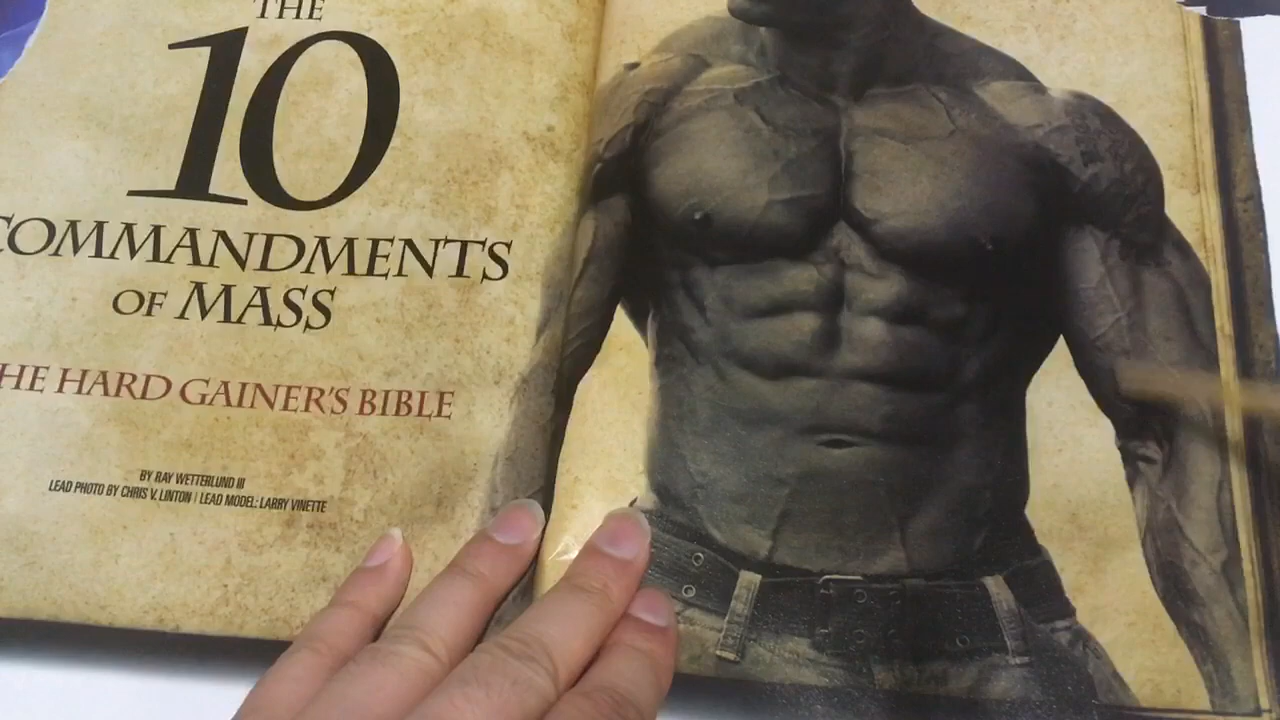 THE
10
COMMANDMENTS
OF MASS
HE HARD GAINER'S BIBLE
BY RAY WETTERLUND III
LEAD PHOTO BY CHRIS V. LINTON | LEAD MODEL: LARRY VINETTE